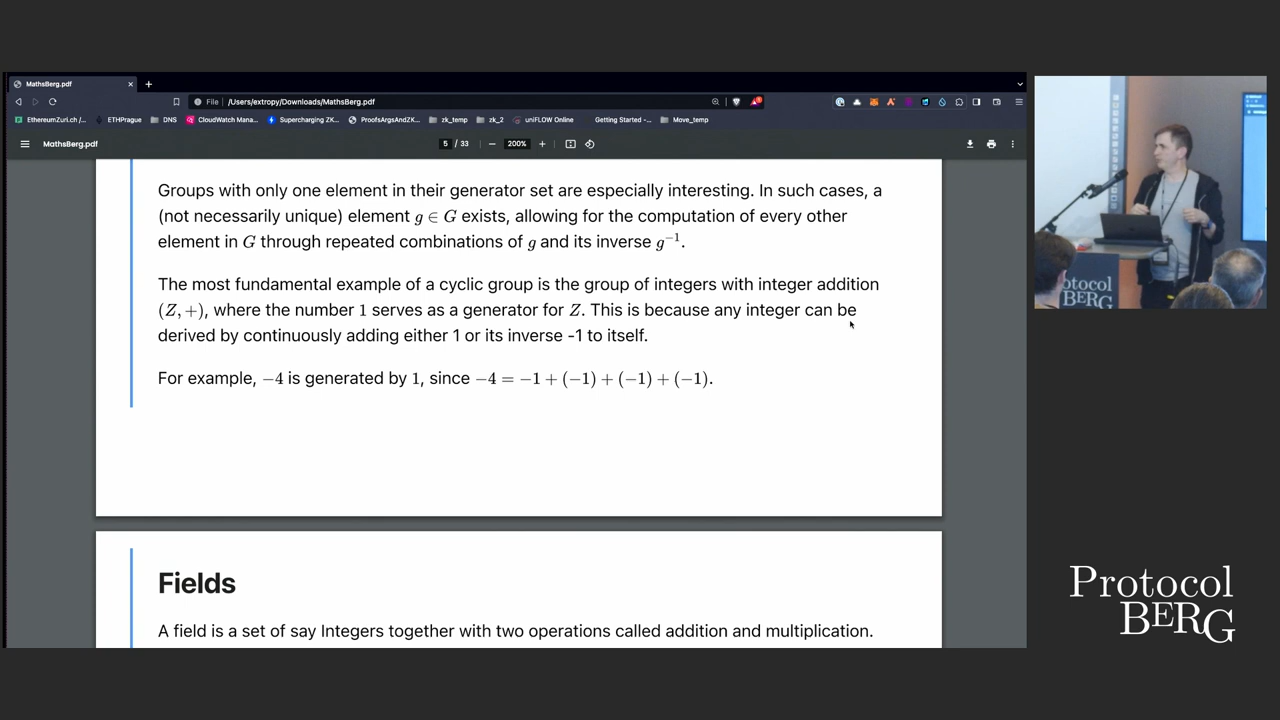 MathsBerg.pdf
File /Users/extropy/Downloads/MathsBerg.pdf
EthereumZuri.ch /... ETHPrague DNS CloudWatch Mana... Supercharging ZK... ProofsArgsAndZK... zk_temp zk_2 uniFLOW Online Getting Started -... Move_temp
MathsBerg.pdf 5 / 33 200%
Groups with only one element in their generator set are especially interesting. In such cases, a
(not necessarily unique) element g ∈ G exists, allowing for the computation of every other
element in G through repeated combinations of g and its inverse g⁻¹.
The most fundamental example of a cyclic group is the group of integers with integer addition
(Z, +), where the number 1 serves as a generator for Z. This is because any integer can be
derived by continuously adding either 1 or its inverse -1 to itself.
For example, −4 is generated by 1, since −4 = −1 + (−1) + (−1) + (−1).
Fields
A field is a set of say Integers together with two operations called addition and multiplication.
Protocol
BERG
Protocol
BERG